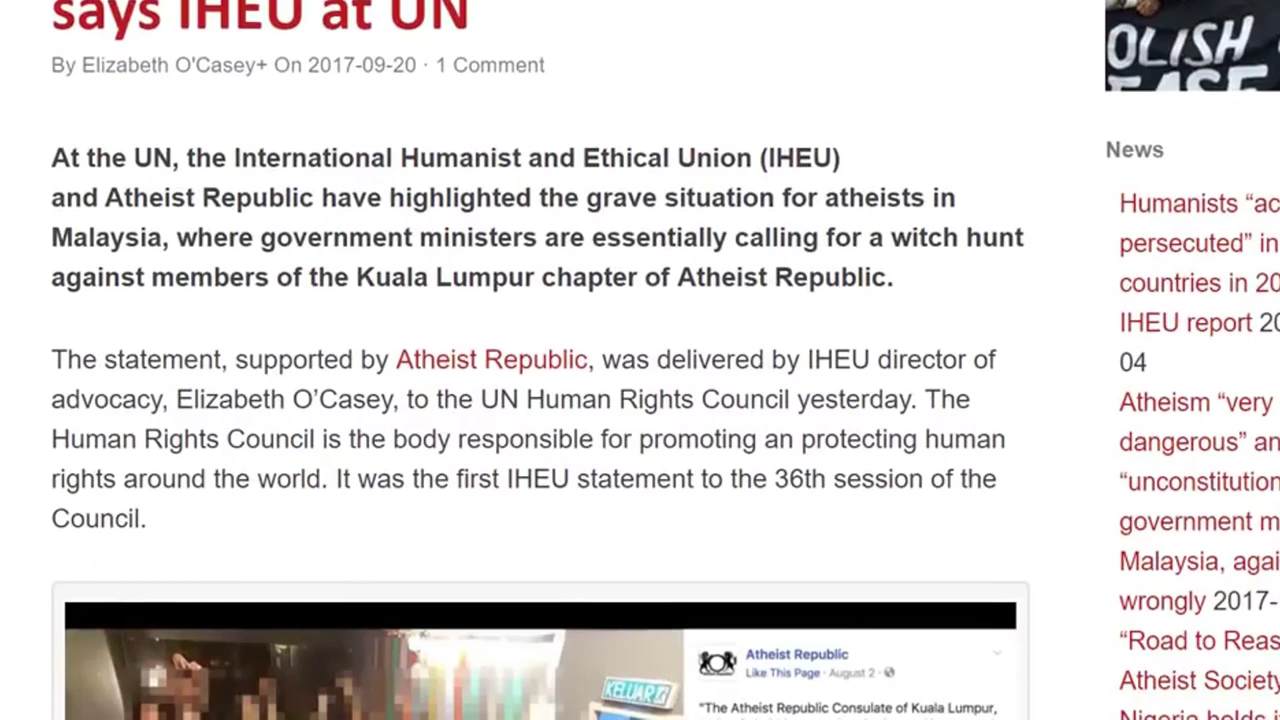 says IHEU at UN
By Elizabeth O'Casey+ On 2017-09-20 · 1 Comment
At the UN, the International Humanist and Ethical Union (IHEU)
and Atheist Republic have highlighted the grave situation for atheists in
Malaysia, where government ministers are essentially calling for a witch hunt
against members of the Kuala Lumpur chapter of Atheist Republic.
The statement, supported by Atheist Republic, was delivered by IHEU director of
advocacy, Elizabeth O’Casey, to the UN Human Rights Council yesterday. The
Human Rights Council is the body responsible for promoting an protecting human
rights around the world. It was the first IHEU statement to the 36th session of the
Council.
KELUAR
Atheist Republic
Like This Page · August 2 ·
"The Atheist Republic Consulate of Kuala Lumpur,
OLISH
EASE
News
Humanists “ac
persecuted” in
countries in 20
IHEU report 20
04
Atheism “very
dangerous” an
“unconstitution
government m
Malaysia, agai
wrongly 2017-
“Road to Reas
Atheist Society
Nigeria holds i